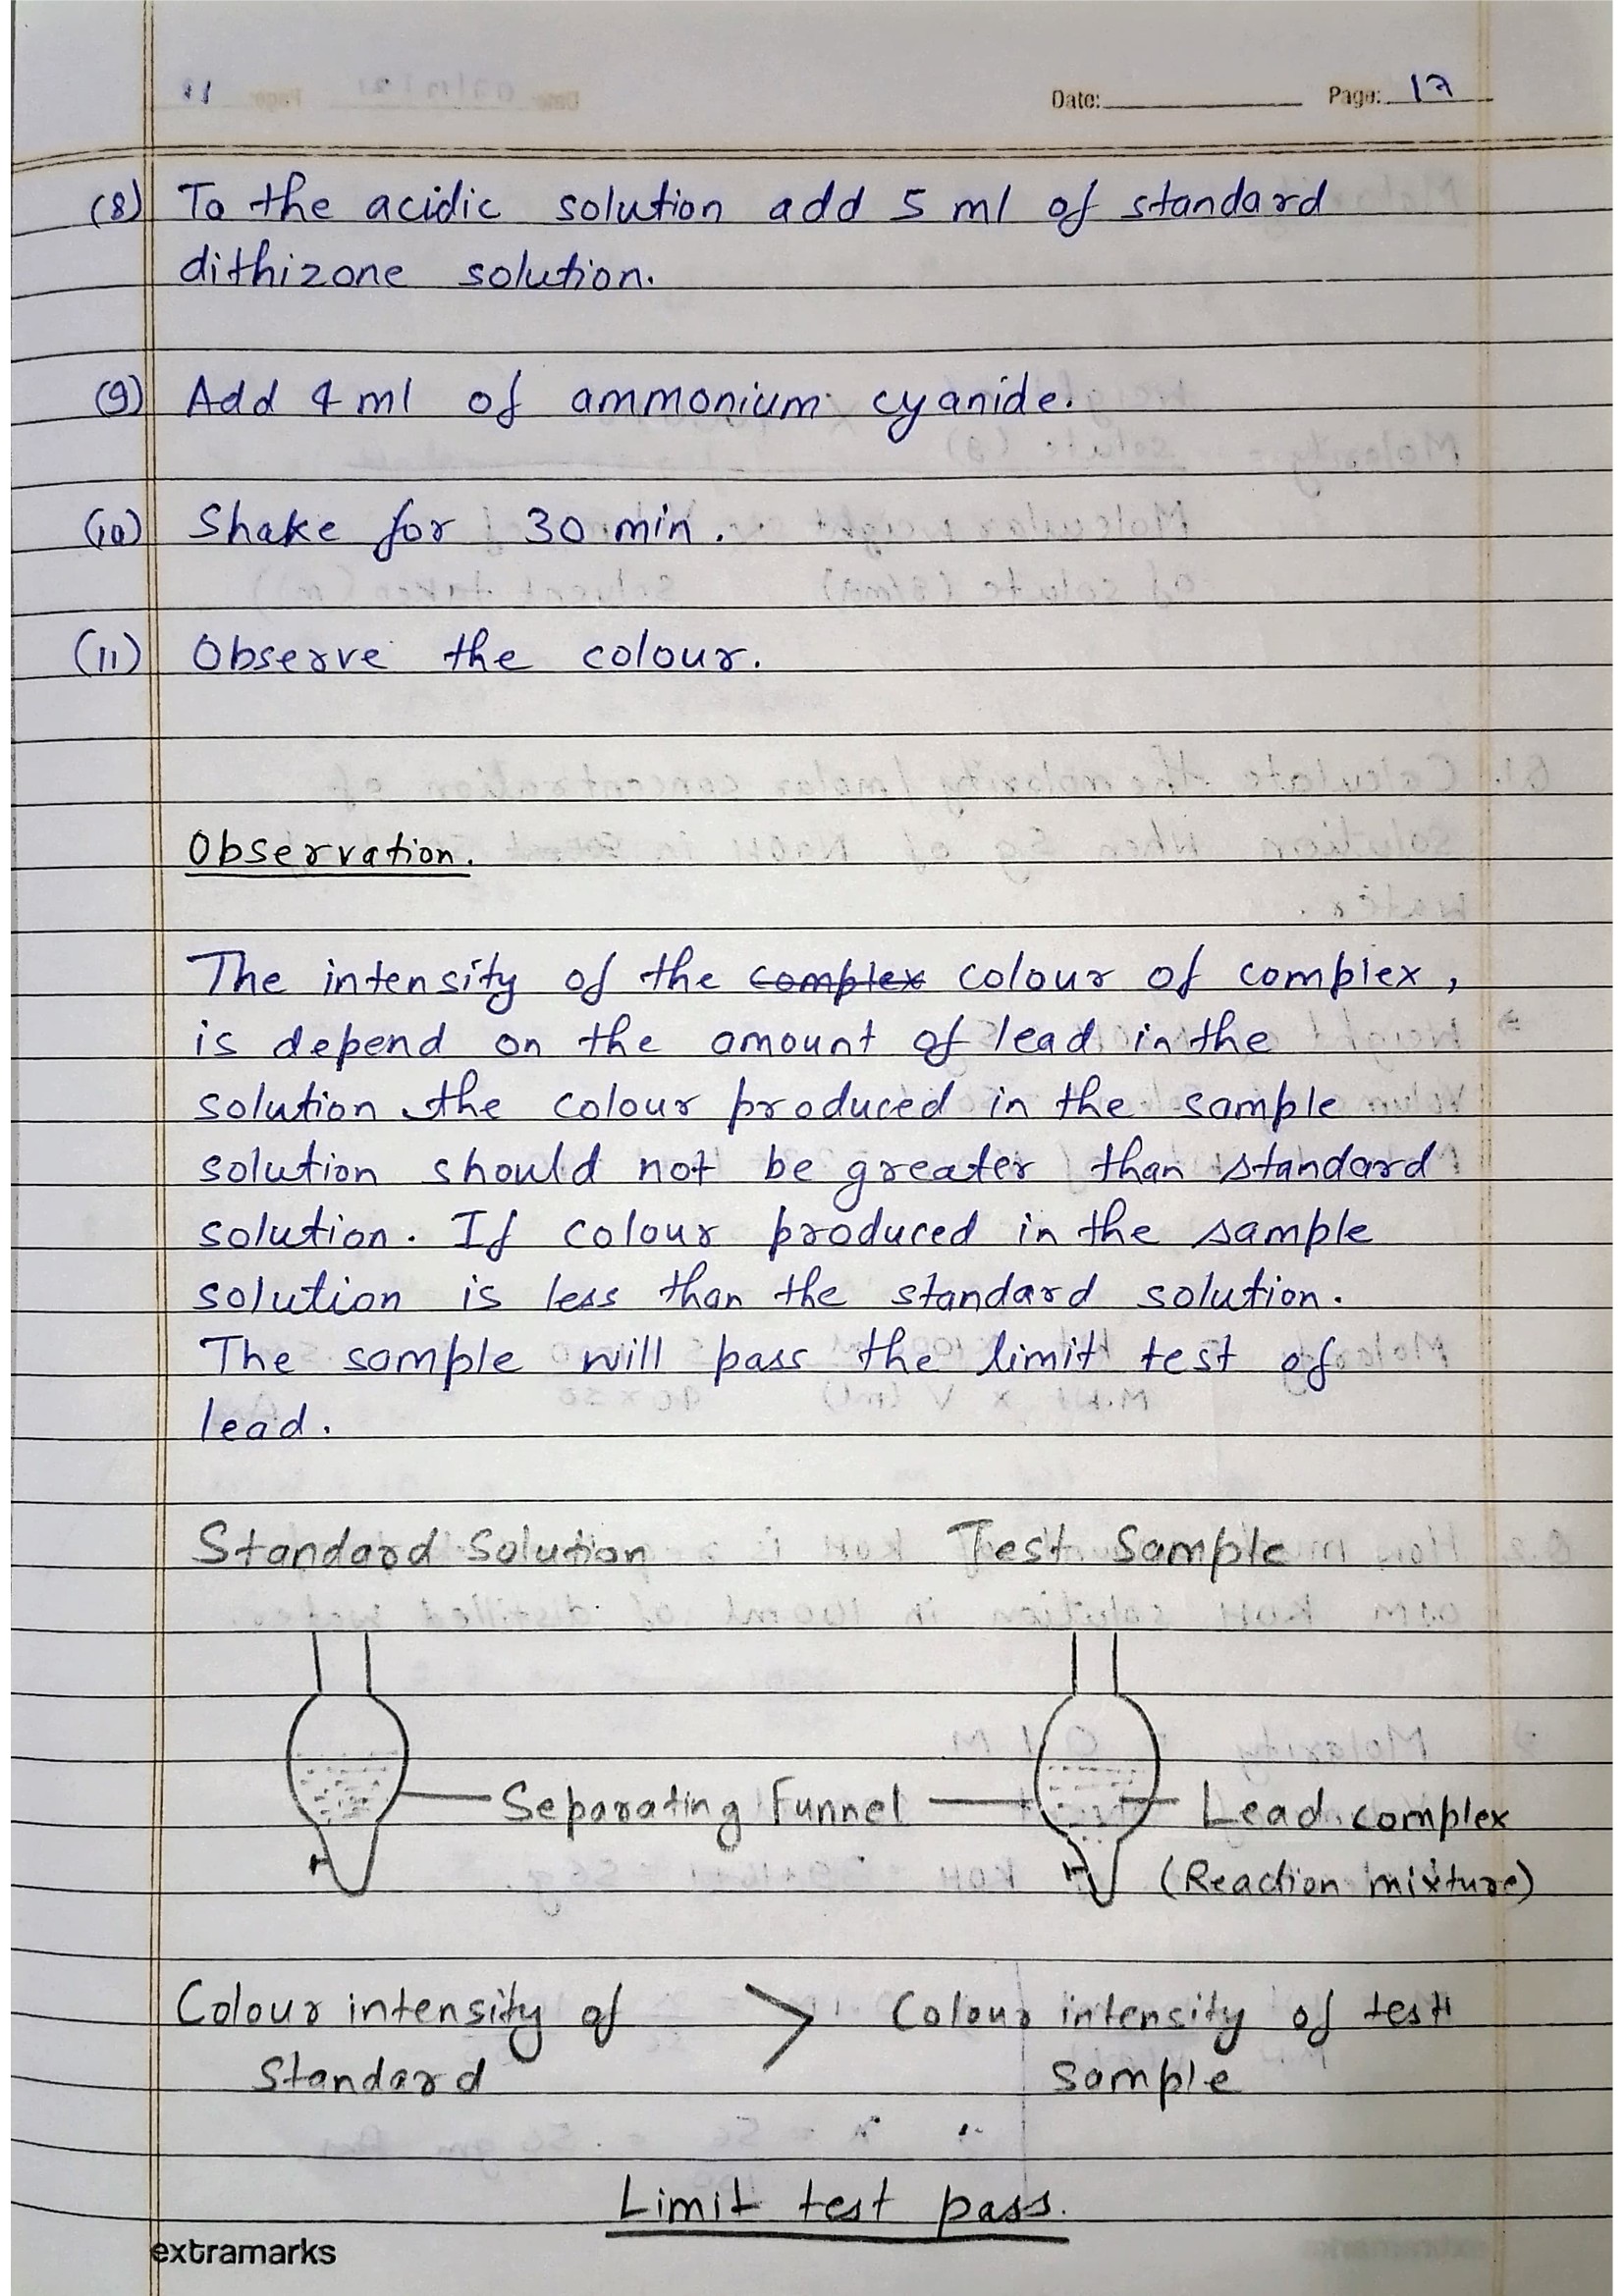 Date: Page: 17
(8) To the acidic solution add 5 ml of standard
dithizone solution.
(9) Add 4 ml of ammonium cyanide.
(10) Shake for 30 min.
(11) Observe the colour.
Observation.
The intensity of the complex colour of complex,
is depend on the amount of lead in the
solution the colour produced in the sample
solution should not be greater than standard
solution. If colour produced in the sample
solution is less than the standard solution.
The sample will pass the limit test of
lead.
Standard Solution Test Sample
Separating Funnel Lead complex
(Reaction mixture)
Colour intensity of > Colour intensity of test
Standard Sample
Limit test pass.
extramarks